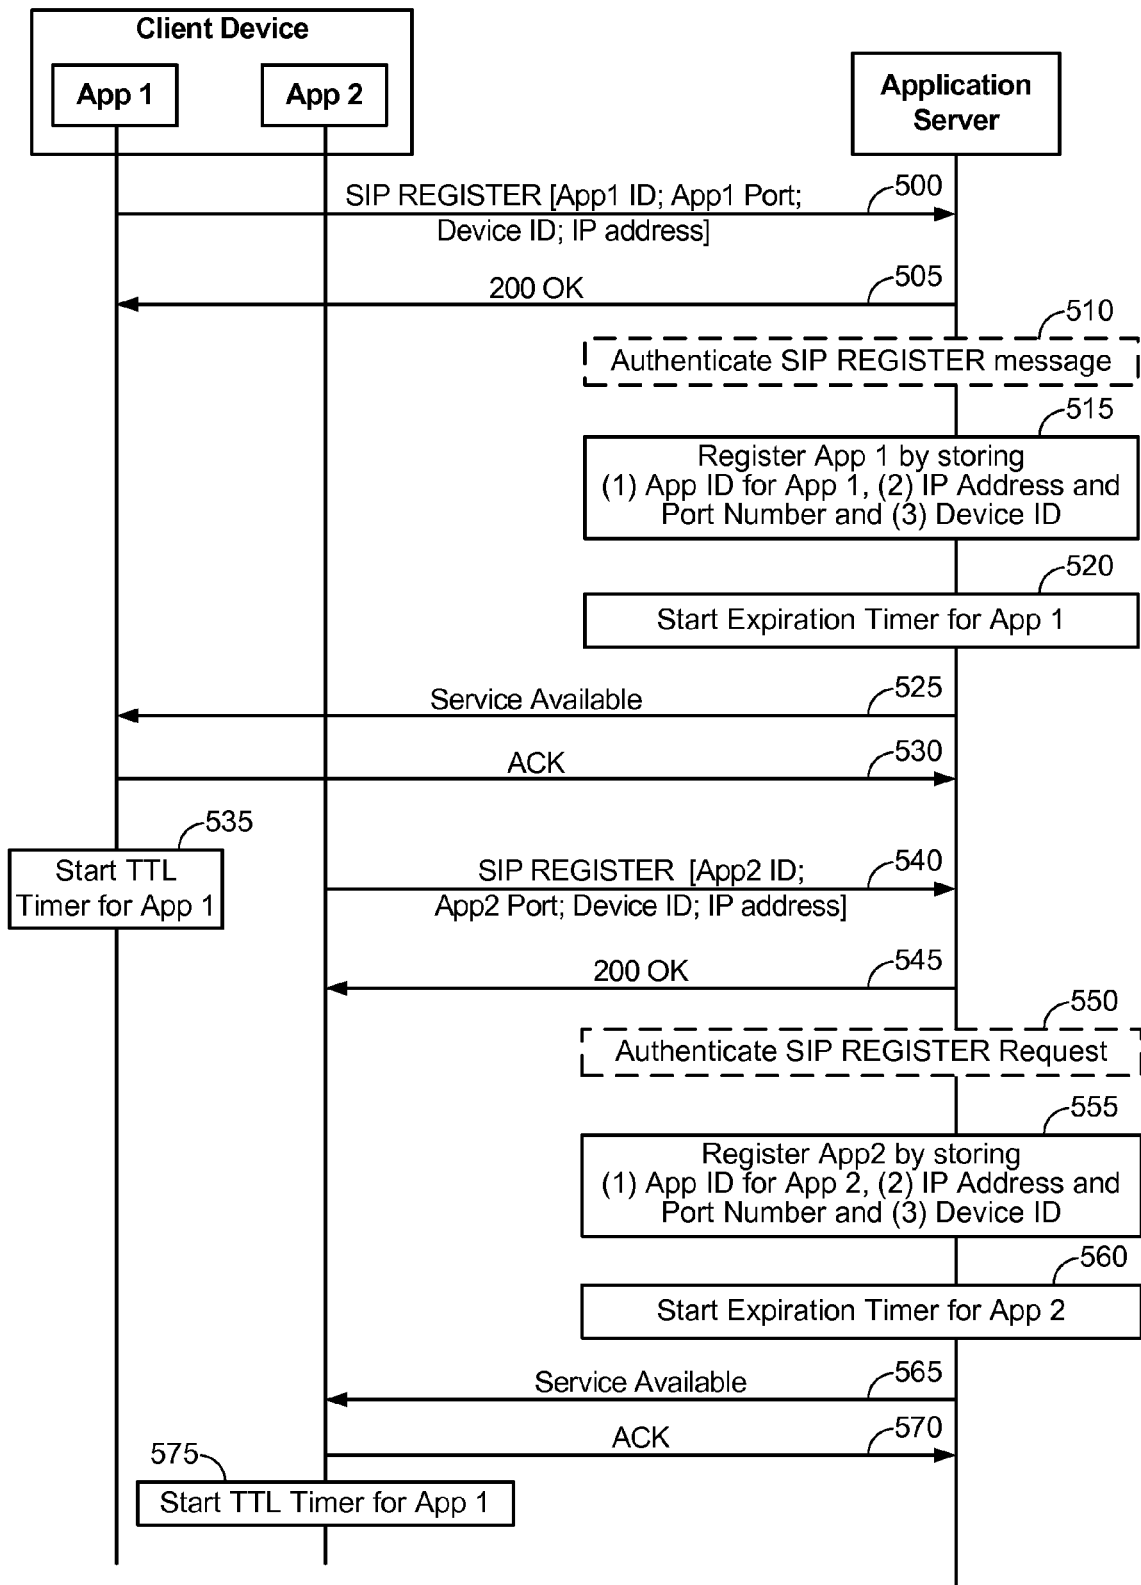 Client Device
App 1
App 2
Application
Server
SIP REGISTER [App1 ID; App1 Port;
Device ID; IP address]
500
200 OK
505
510
Authenticate SIP REGISTER message
515
Register App 1 by storing
(1) App ID for App 1, (2) IP Address and
Port Number and (3) Device ID
520
Start Expiration Timer for App 1
Service Available
525
ACK
530
535
Start TTL
Timer for App 1
SIP REGISTER [App2 ID;
App2 Port; Device ID; IP address]
540
200 OK
545
550
Authenticate SIP REGISTER Request
555
Register App2 by storing
(1) App ID for App 2, (2) IP Address and
Port Number and (3) Device ID
560
Start Expiration Timer for App 2
Service Available
565
ACK
570
575
Start TTL Timer for App 1